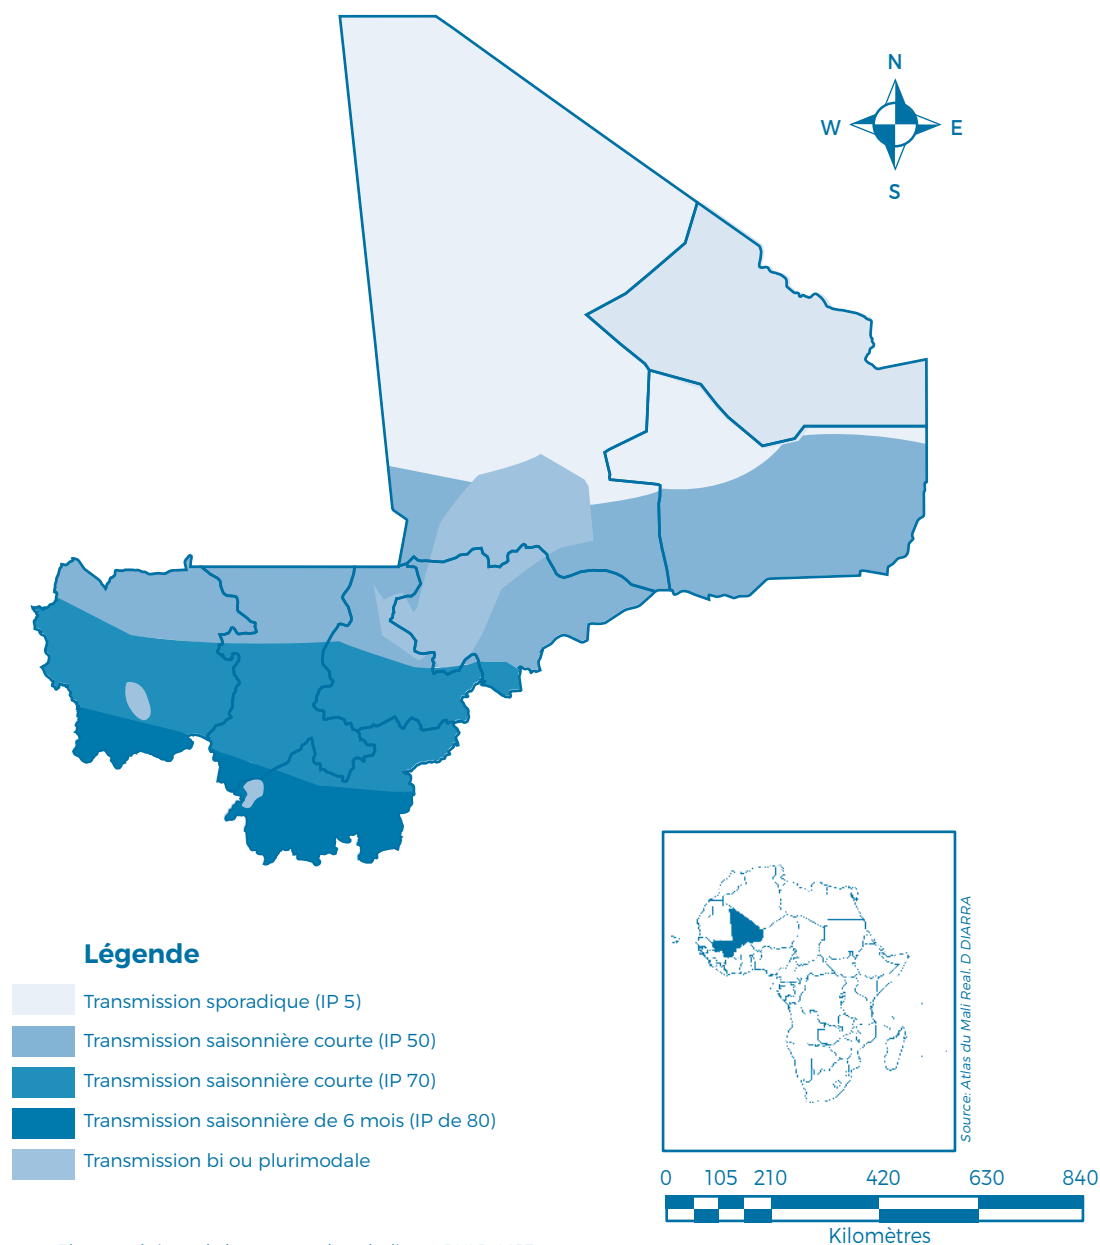 N
W E
S
Légende
Transmission sporadique (IP 5)
Transmission saisonnière courte (IP 50)
Transmission saisonnière courte (IP 70)
Transmission saisonnière de 6 mois (IP de 80)
Transmission bi ou plurimodale
Source: Atlas du Mali Real. D DIARRA
0 105 210 420 630 840
Kilomètres